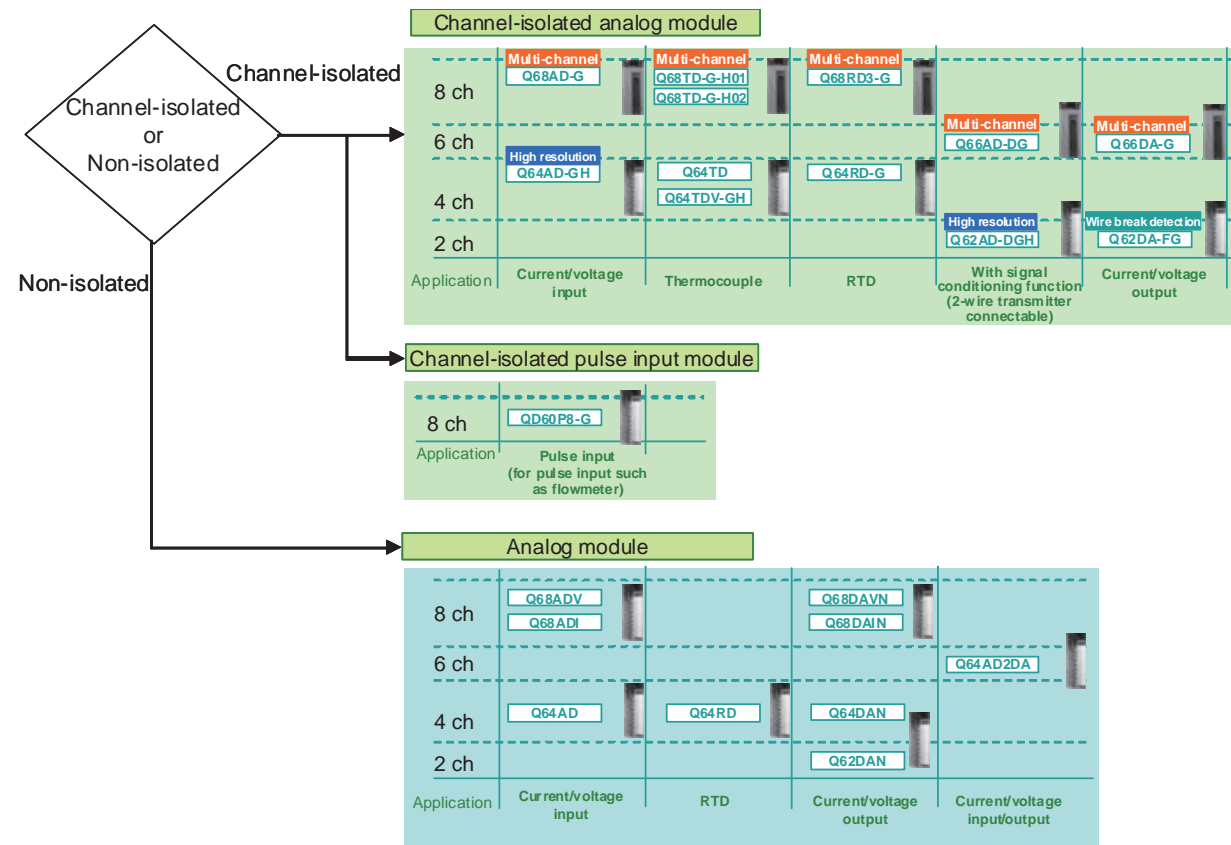 Channel-isolated
or
Non-isolated
Channel-isolated
Non-isolated
Channel-isolated analog module
8 ch
Multi-channel
Q68AD-G
Multi-channel
Q68TD-G-H01
Q68TD-G-H02
Multi-channel
Q68RD3-G
6 ch
Multi-channel
Q66AD-DG
Multi-channel
Q66DA-G
4 ch
High resolution
Q64AD-GH
Q64TD
Q64TDV-GH
Q64RD-G
2 ch
High resolution
Q62AD-DGH
Wire break detection
Q62DA-FG
Application
Current/voltage
input
Thermocouple
RTD
With signal
conditioning function
(2-wire transmitter
connectable)
Current/voltage
output
Channel-isolated pulse input module
8 ch
QD60P8-G
Application
Pulse input
(for pulse input such
as flowmeter)
Analog module
8 ch
Q68ADV
Q68ADI
Q68DAVN
Q68DAIN
6 ch
Q64AD2DA
4 ch
Q64AD
Q64RD
Q64DAN
2 ch
Q62DAN
Application
Current/voltage
input
RTD
Current/voltage
output
Current/voltage
input/output